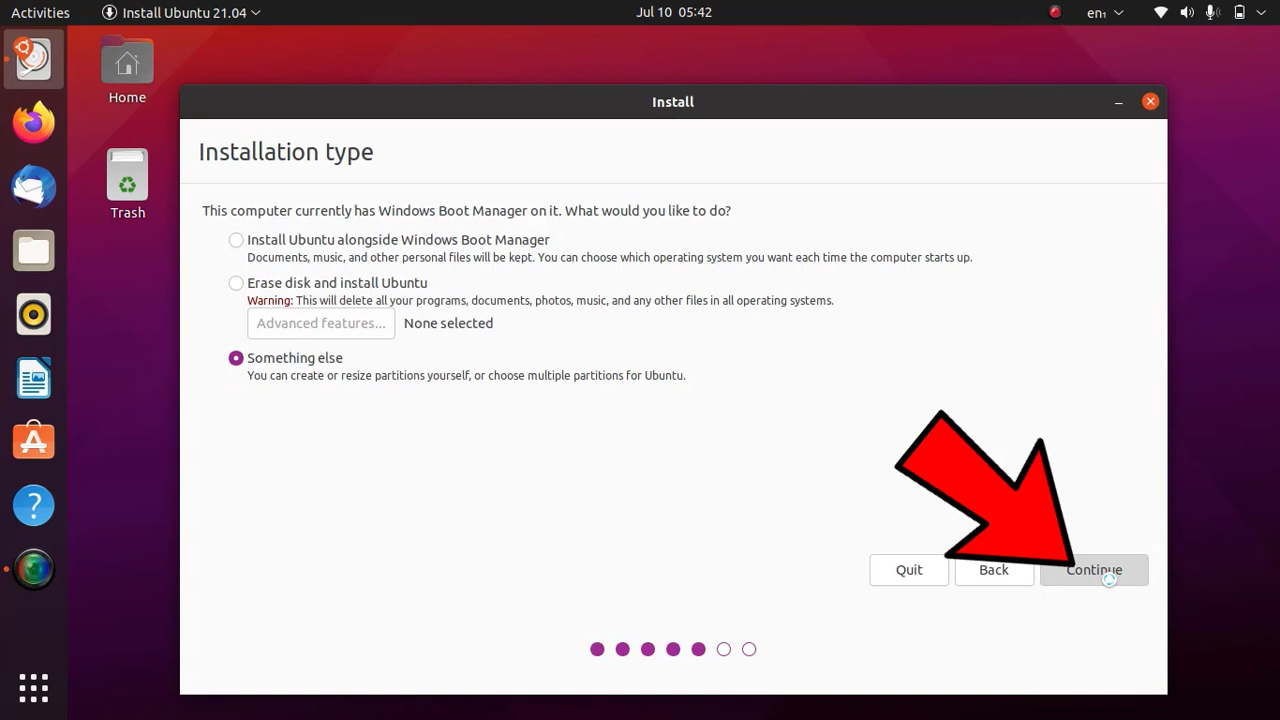 Activities
Install Ubuntu 21.04
Jul 10 05:42
en₁
Home
Trash
Install
Installation type
This computer currently has Windows Boot Manager on it. What would you like to do?
Install Ubuntu alongside Windows Boot Manager
Documents, music, and other personal files will be kept. You can choose which operating system you want each time the computer starts up.
Erase disk and install Ubuntu
Warning: This will delete all your programs, documents, photos, music, and any other files in all operating systems.
Advanced features... None selected
Something else
You can create or resize partitions yourself, or choose multiple partitions for Ubuntu.
Quit
Back
Continue